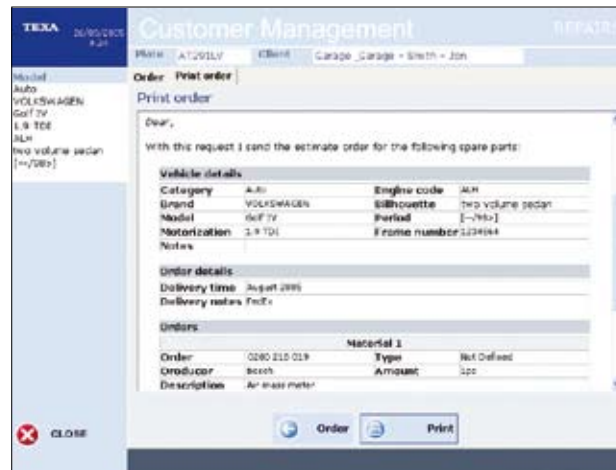 TEXA
Customer Management
REPAIRS
Plate AT291LV Client Garage _Garage - Smith - Jon
Model
Auto
VOLKSWAGEN
Golf IV
1.9 TDI
ALH
two volume sedan
Order Print order
Print order
Dear,
With this request I send the estimate order for the following spare parts:
Vehicle details
Category Auto Engine code ALH
Brand VOLKSWAGEN Silhouette two volume sedan
Model Golf IV Period
Motorization 1.9 TDI Frame number
Notes
Order details
Delivery time August 2005
Delivery notes FedEx
Orders
Material 1
Order 0280 218 019 Type Not Defined
Producer Bosch Amount 1pc
Description Air mass meter
CLOSE
Order Print